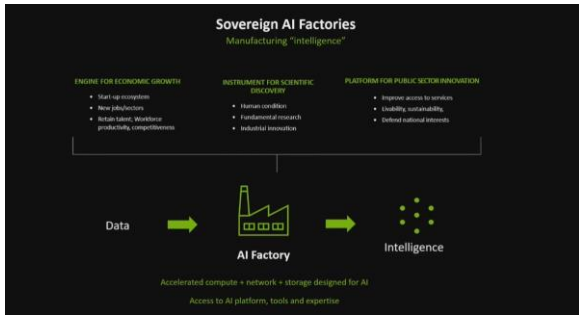 Sovereign AI Factories
Manufacturing "intelligence"
ENGINE FOR ECONOMIC GROWTH
• Start-up ecosystem
• New jobs/sectors
• Retain talent, Workforce
productivity, competitiveness
INSTRUMENT FOR SCIENTIFIC
DISCOVERY
• Human condition
• Fundamental research
• Industrial innovation
PLATFORM FOR PUBLIC SECTOR INNOVATION
• Improve access to services
• Livability, sustainability,
• Defend national interests
Data
AI Factory
Intelligence
Accelerated compute + network + storage designed for AI
Access to AI platform, tools and expertise